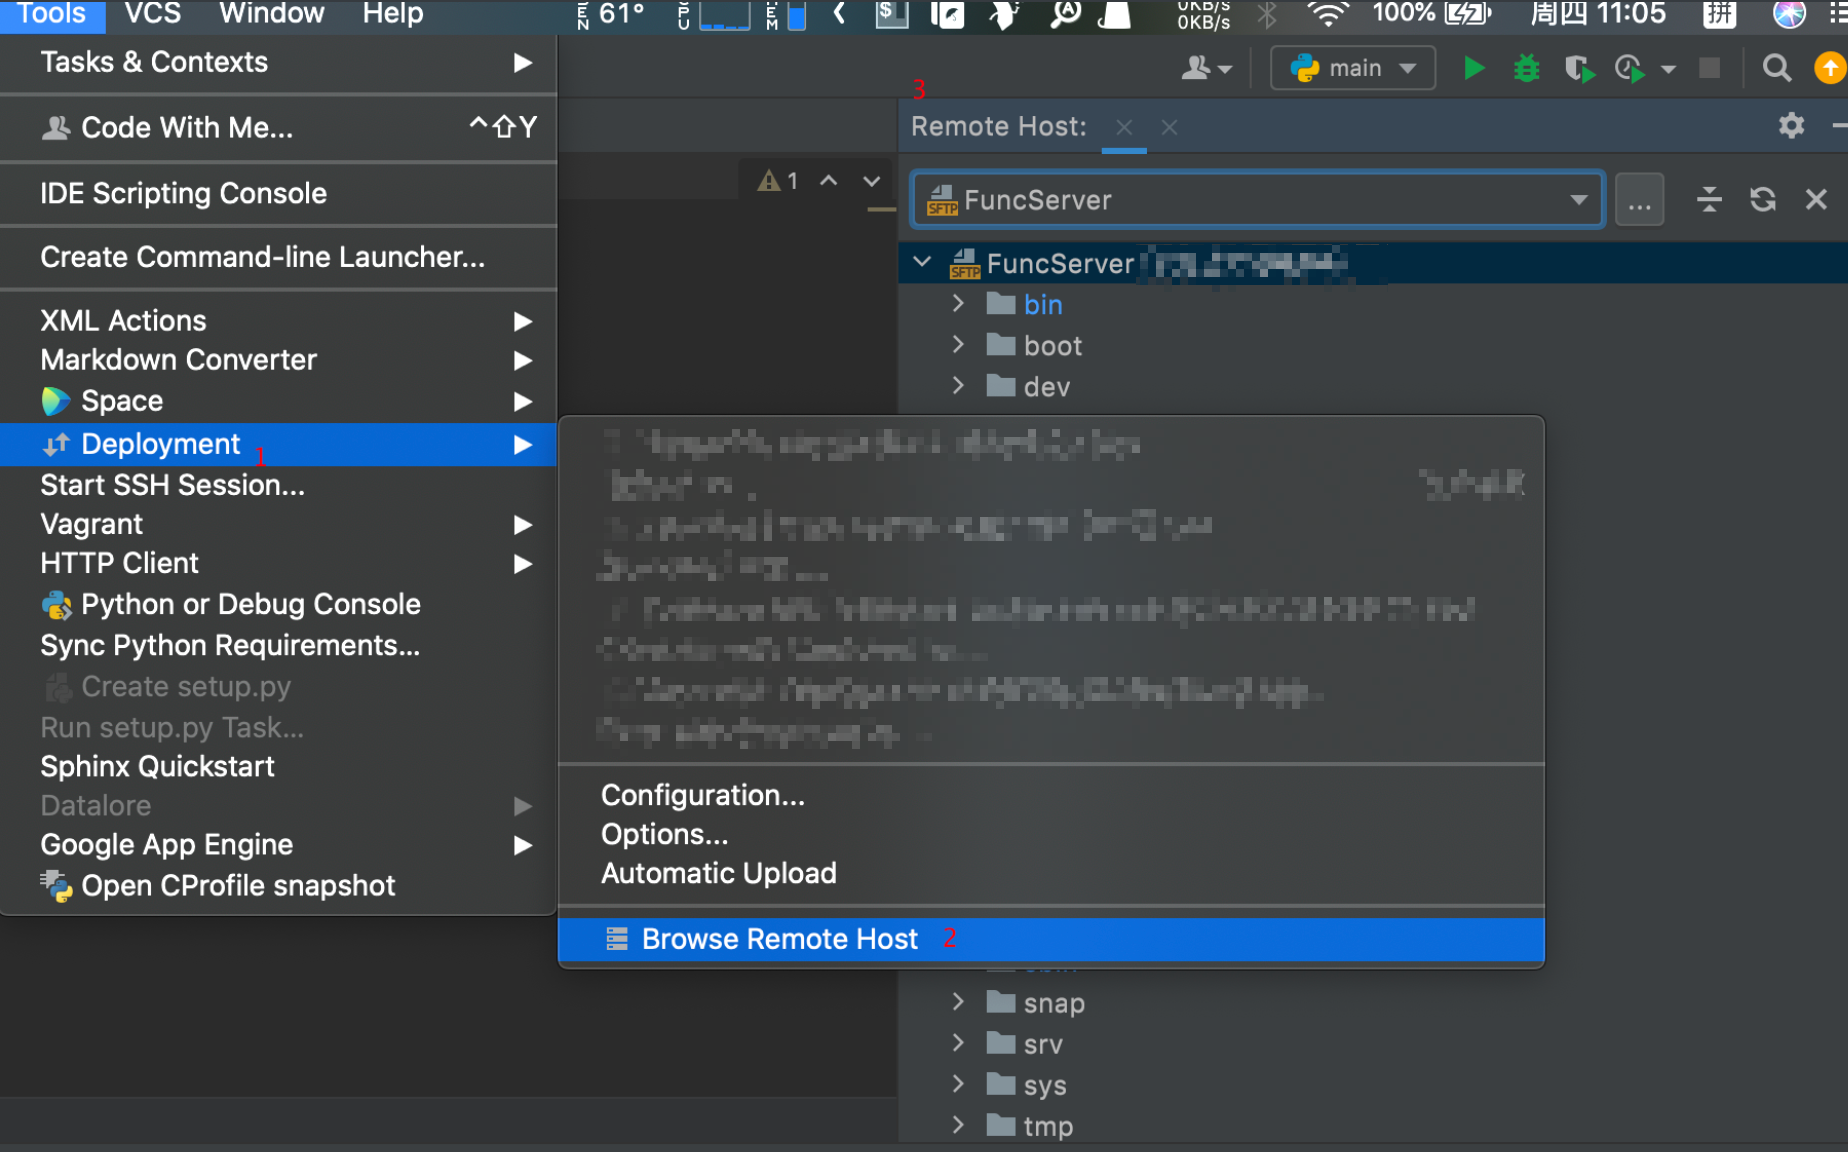 Tools VCS Window Help 61° 0KB/s 0KB/s 100% 周四 11:05 拼
main
3
Remote Host:
1
FuncServer ...
SFTP
FuncServer
SFTP
bin
boot
dev
snap
srv
sys
tmp
Tasks & Contexts
Code With Me... ^⇧Y
IDE Scripting Console
Create Command-line Launcher...
XML Actions
Markdown Converter
Space
Deployment 1
Start SSH Session...
Vagrant
HTTP Client
Python or Debug Console
Sync Python Requirements...
Create setup.py
Run setup.py Task...
Sphinx Quickstart
Datalore
Google App Engine
Open CProfile snapshot
Configuration...
Options...
Automatic Upload
Browse Remote Host 2